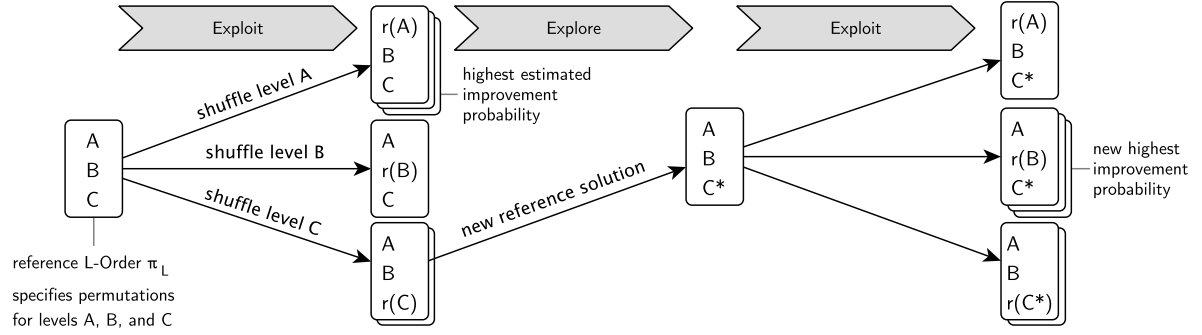 Exploit
Explore
Exploit
r(A)
B
C
highest estimated
improvement
probability
shuffle level A
A
B
C
shuffle level B
A
r(B)
C
shuffle level C
A
B
r(C)
reference L-Order π L
specifies permutations
for levels A, B, and C
new reference solution
A
B
C*
r(A)
B
C*
A
r(B)
C*
new highest
improvement
probability
A
B
r(C*)